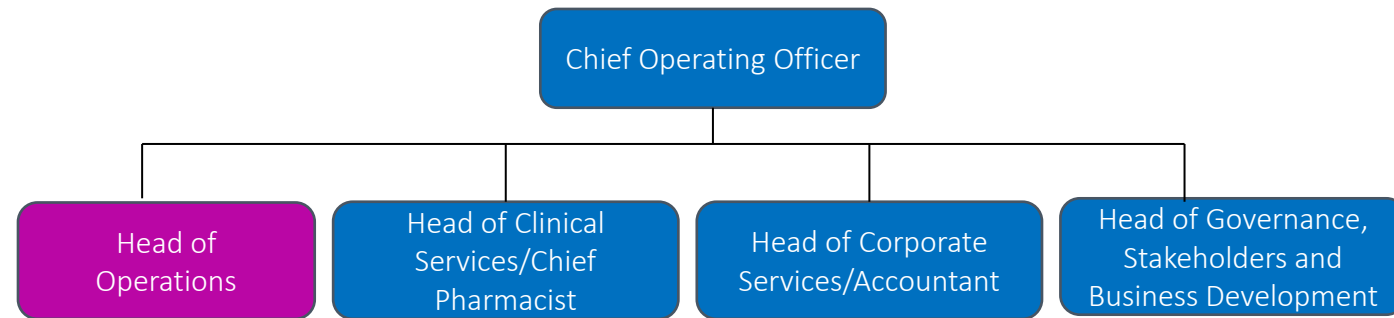 Chief Operating Officer
Head of
Operations
Head of Clinical
Services/Chief
Pharmacist
Head of Corporate
Services/Accountant
Head of Governance,
Stakeholders and
Business Development